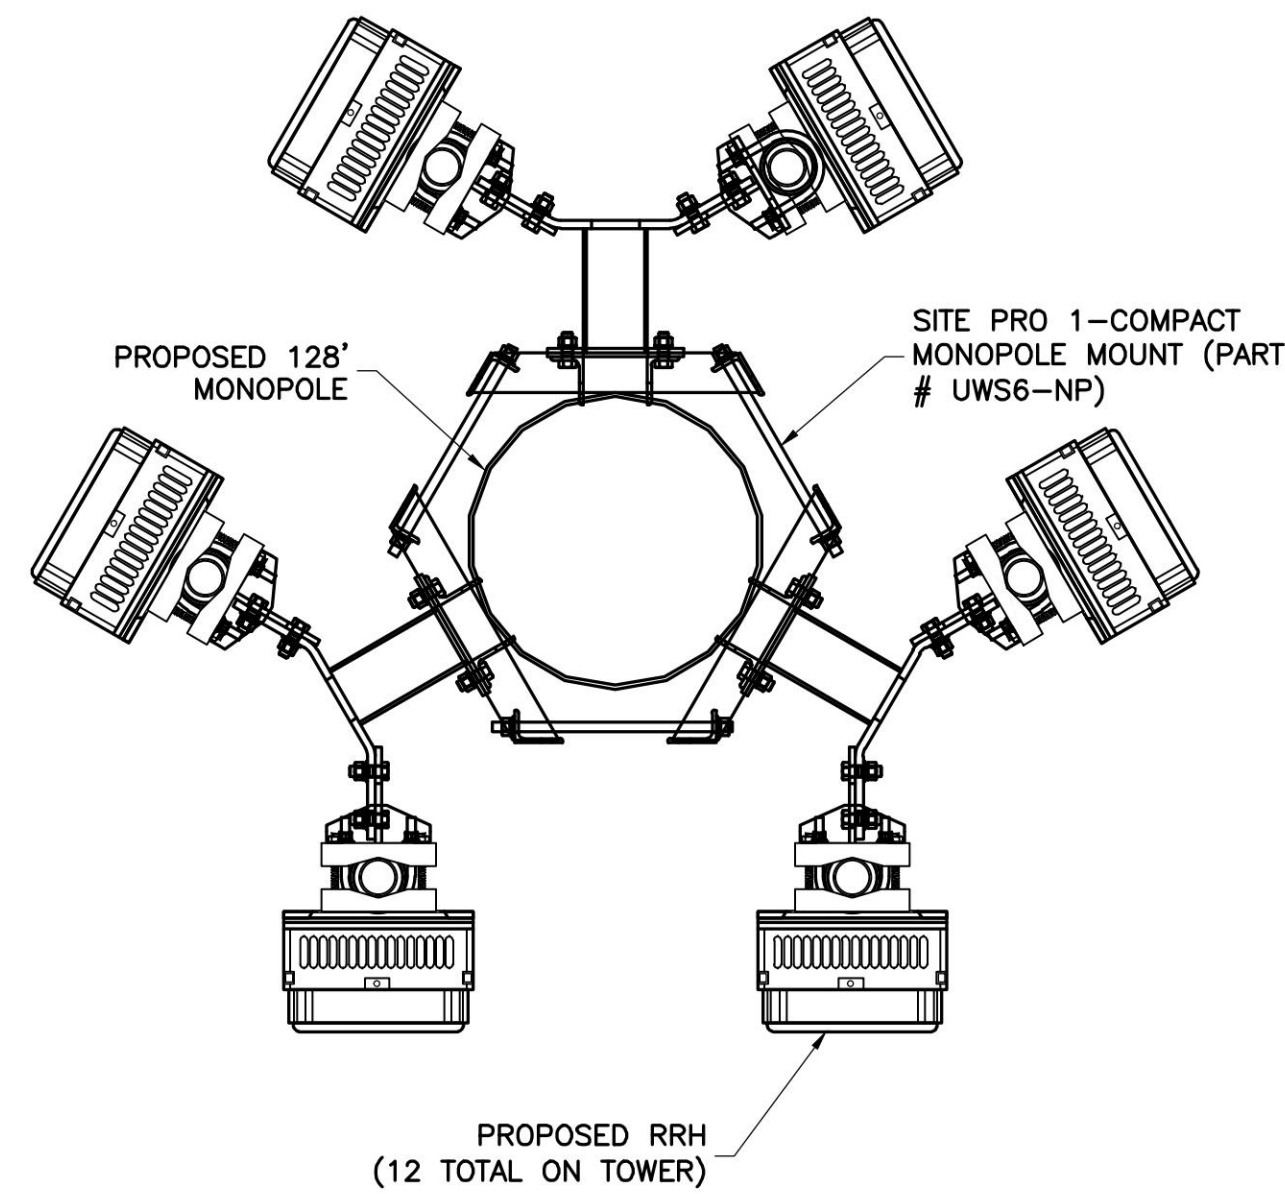 PROPOSED 128'
MONOPOLE
SITE PRO 1-COMPACT
MONOPOLE MOUNT (PART
# UWS6-NP)
PROPOSED RRH
(12 TOTAL ON TOWER)